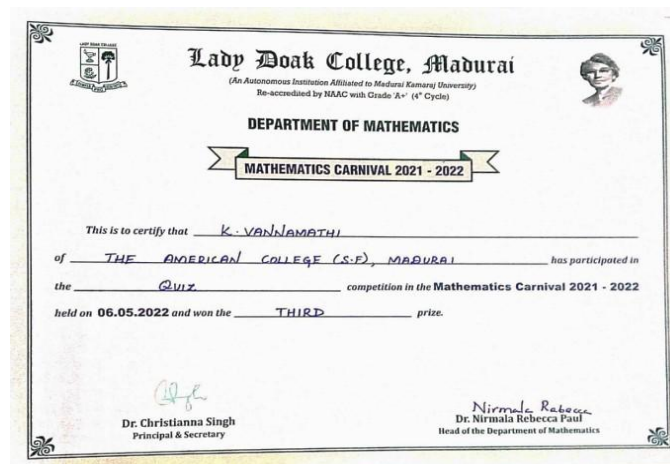 LADY DOAK COLLEGE
Lady Doak College, Madurai
(An Autonomous Institution Affiliated to Madurai Kamaraj University)
Re-accredited by NAAC with Grade 'A+' (4th Cycle)
DEPARTMENT OF MATHEMATICS
MATHEMATICS CARNIVAL 2021 - 2022
This is to certify that K. VANNAMATHI
of THE AMERICAN COLLEGE (S.F), MADURAI has participated in
the QUIZ competition in the Mathematics Carnival 2021 - 2022
held on 06.05.2022 and won the THIRD prize.
Nirmala Rebecca
Dr. Christianna Singh
Principal & Secretary
Dr. Nirmala Rebecca Paul
Head of the Department of Mathematics